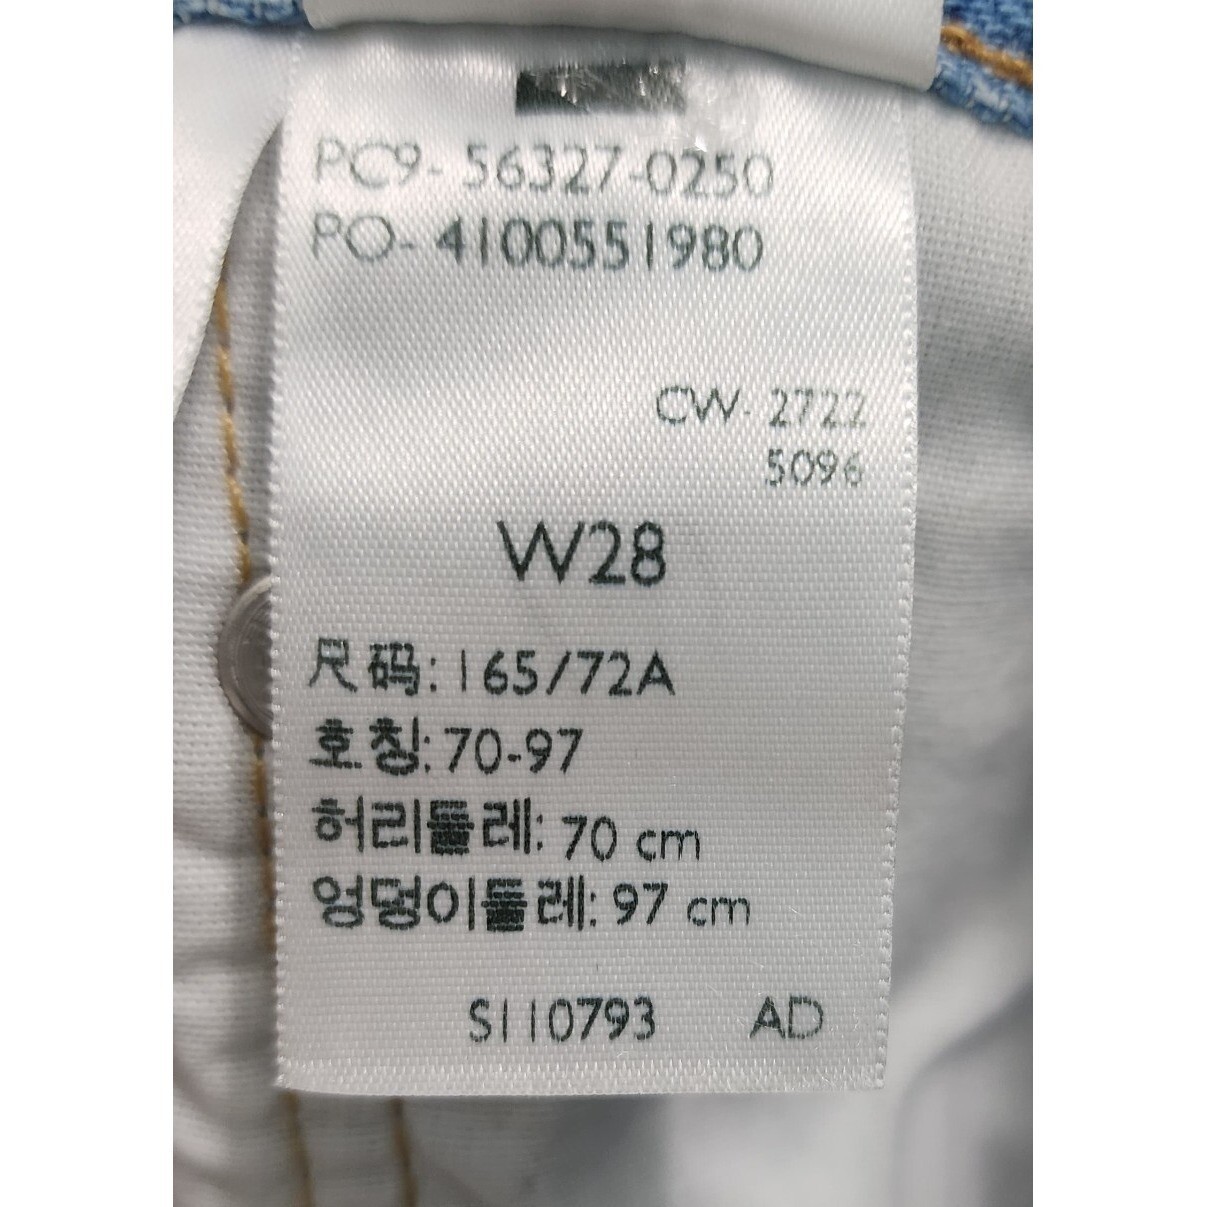 PC9- 56327-0250
PO- 4100551980
CW- 2722
5096
W28
尺码: 165/72A
호칭: 70-97
허리둘레: 70 cm
엉덩이둘레: 97 cm
S110793 AD